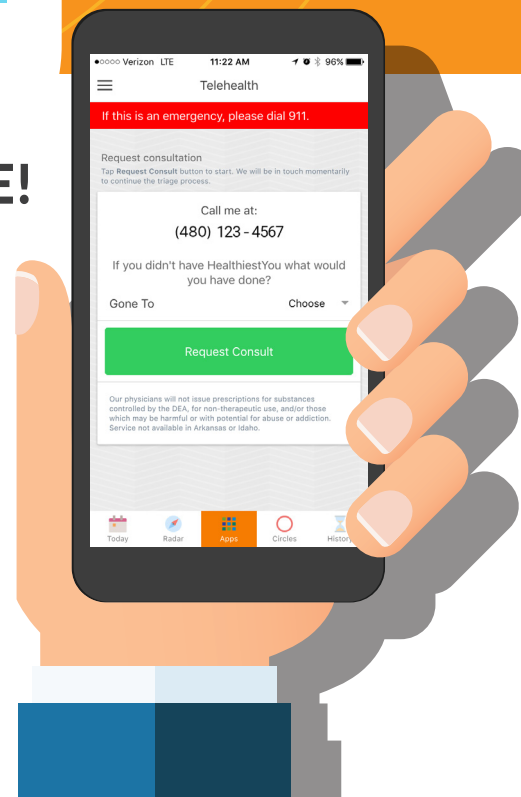 E!
Verizon LTE 11:22 AM 96%
Telehealth
If this is an emergency, please dial 911.
Request consultation
Tap Request Consult button to start. We will be in touch momentarily
to continue the triage process.
Call me at:
(480) 123-4567
If you didn't have HealthiestYou what would
you have done?
Gone To Choose
Request Consult
Our physicians will not issue prescriptions for substances
controlled by the DEA, for non-therapeutic use, and/or those
which may be harmful or with potential for abuse or addiction.
Service not available in Arkansas or Idaho.
Today Radar Apps Circles History